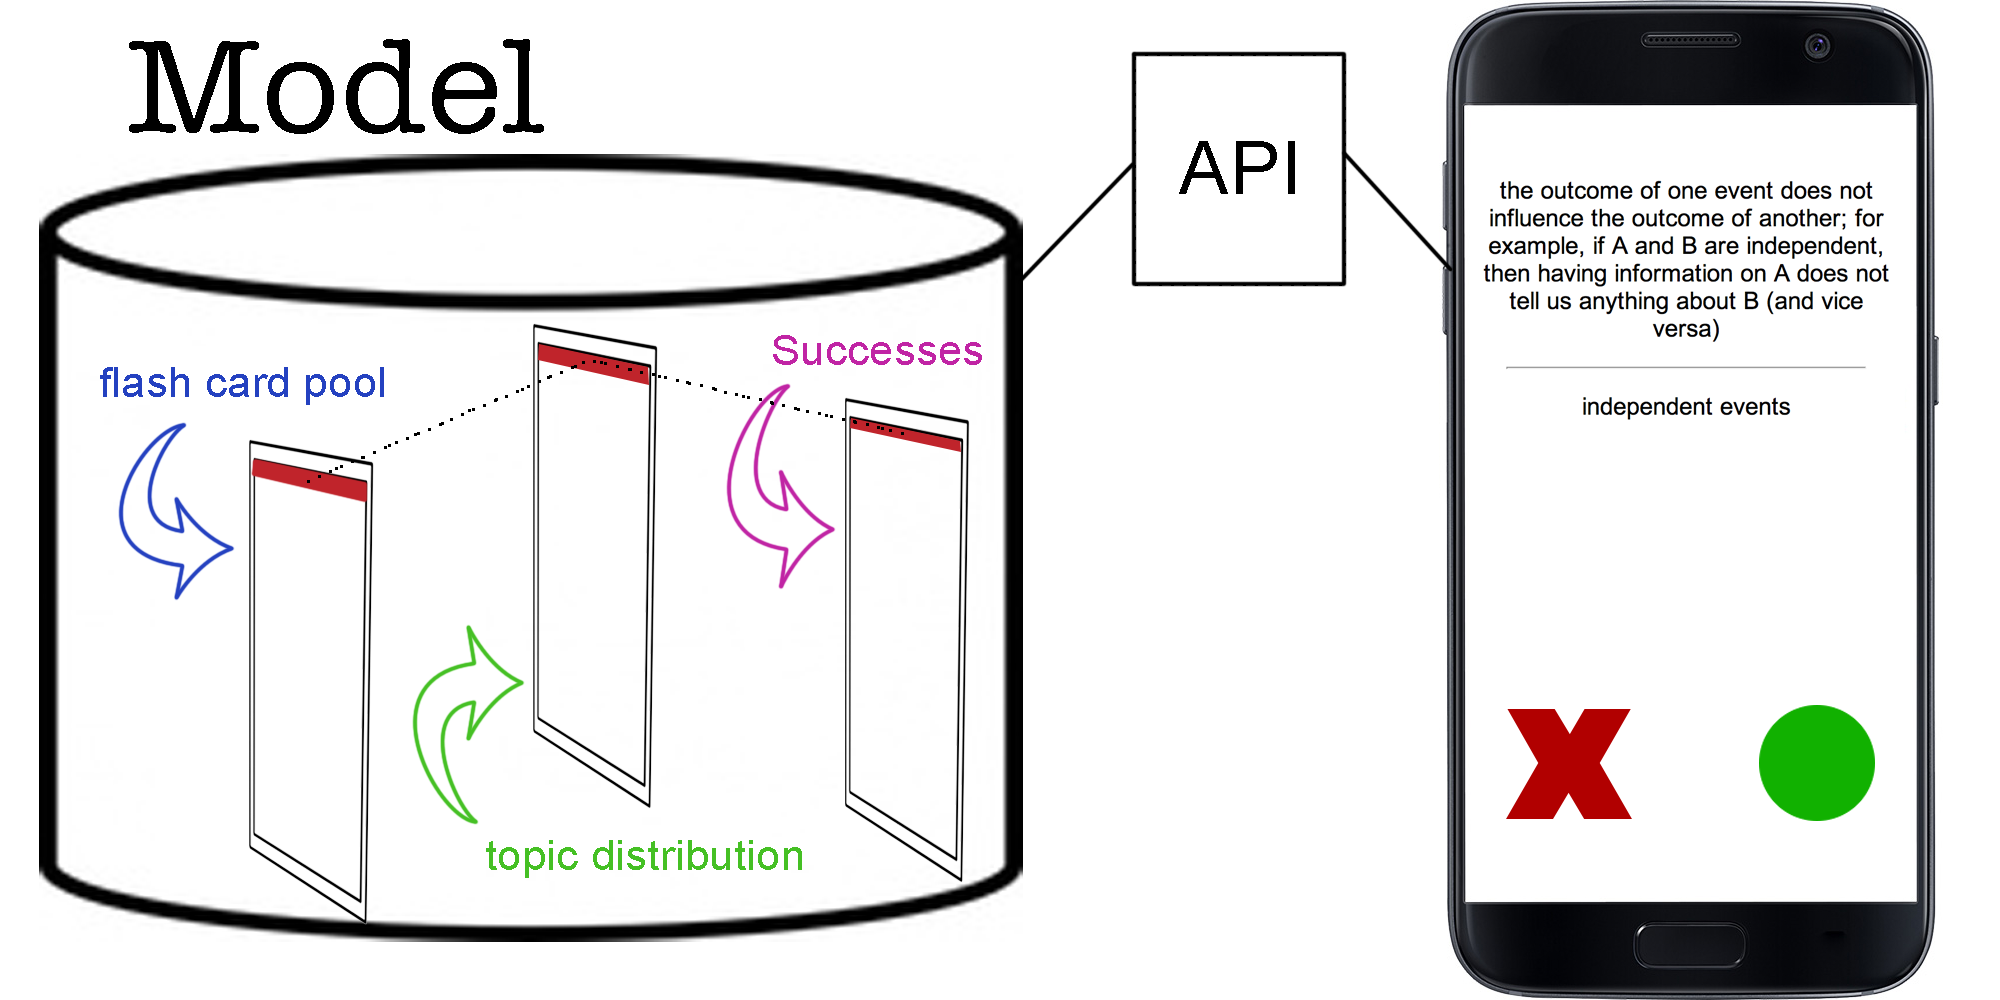 Model
API
flash card pool
Successes
topic distribution
the outcome of one event does not
influence the outcome of another; for
example, if A and B are independent,
then having information on A does not
tell us anything about B (and vice
versa)
independent events
X